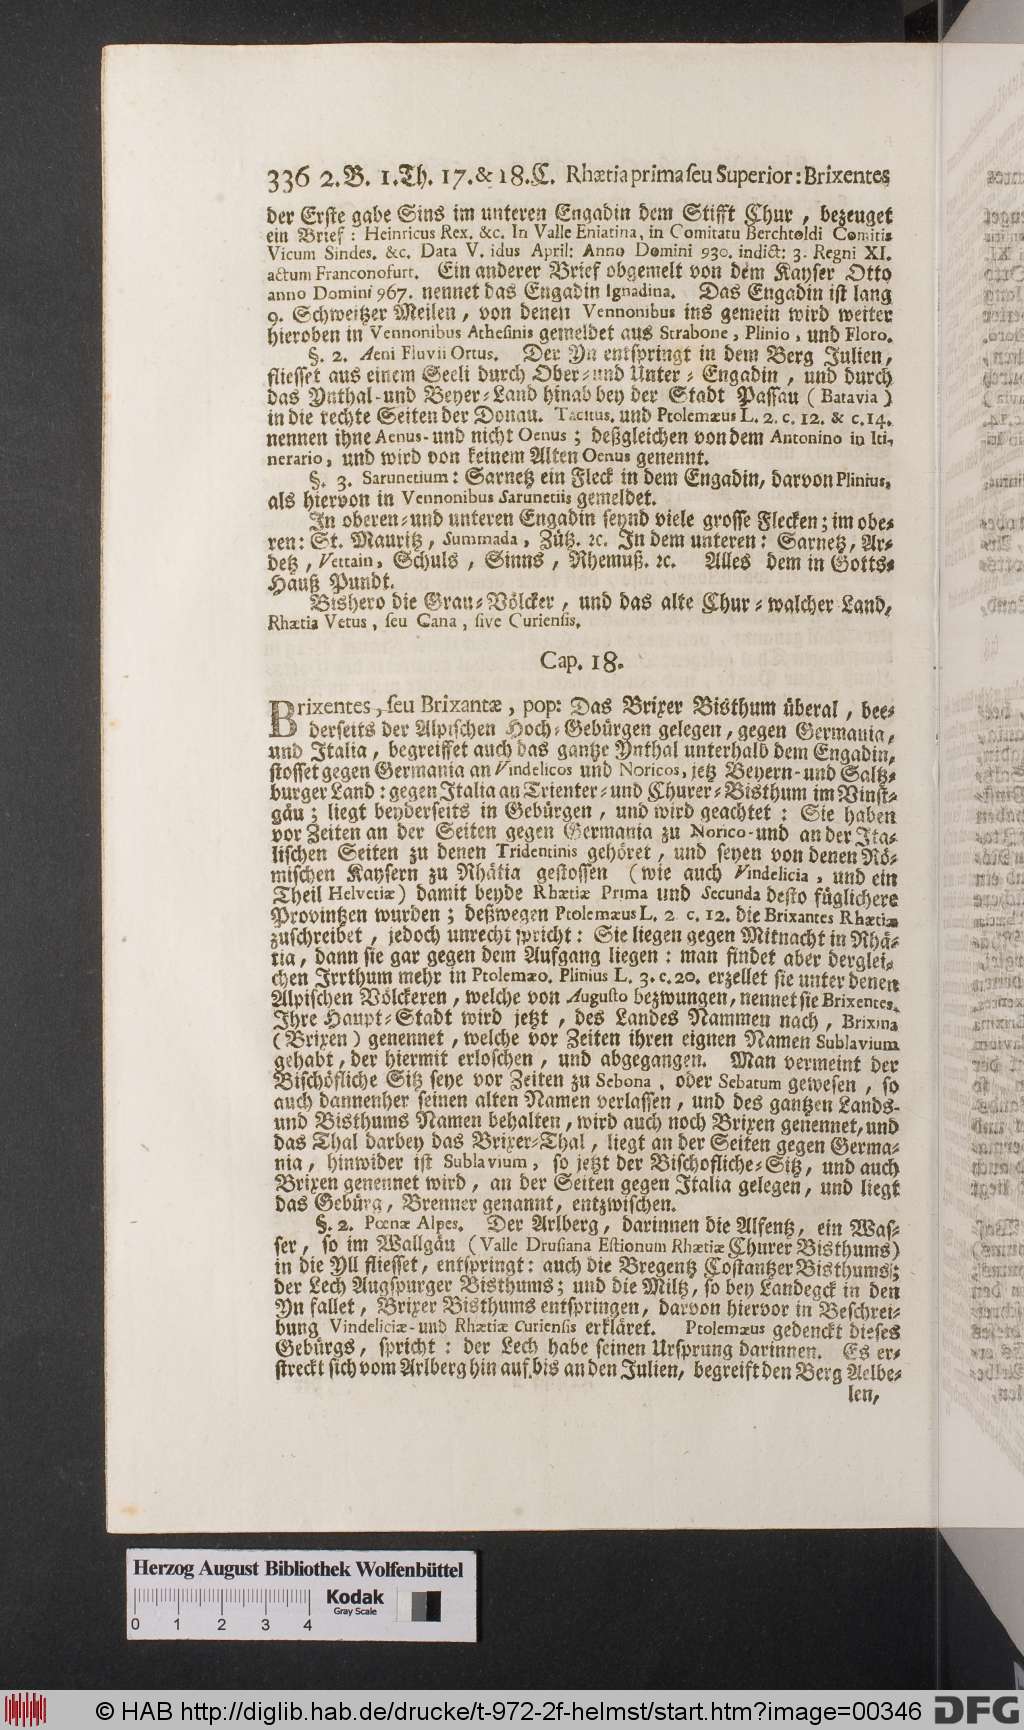 336 2. B. 1. Th. 17. & 18. C. Rhætia prima seu Superior: Brixentes
der Erste gabe Sins im unteren Engadin dem Stifft Chur, bezeuget
ein Brief: Heinricus Rex. &c. In Valle Eniatina, in Comitatu Berchtoldi Comitis
Vicum Sindes. &c. Data V. idus April: Anno Domini 930. indict: 3. Regni XI.
actum Franconofurt. Ein anderer Brief obgemelt von dem Kayser Otto
anno Domini 967. nennet das Engadin Ignadina. Das Engadin ist lang
9. Schweitzer Meilen, von denen Vennonibus ins gemein wird weiter
hieroben in Vennonibus Athesinis gemeldet aus Strabone, Plinio, und Floro.
§. 2. Aeni Fluvii Ortus. Der Yn entspringt in dem Berg Julien,
fliesset aus einem Seeli durch Ober- und Unter-Engadin, und durch
das Ynthal- und Beyer-Land hinab bey der Stadt Passau (Batavia)
in die rechte Seiten der Donau. Tacitus. und Ptolemæus L. 2. c. 12. & c. 14.
nennen ihne Aenus- und nicht Oenus; deßgleichen von dem Antonino in Iti-
nerario, und wird von keinem Alten Oenus genennt.
§. 3. Sarunetium: Sarnetz ein Fleck in dem Engadin, darvon Plinius,
als hiervon in Vennonibus Sarunetiis gemeldet.
In oberen- und unteren Engadin seynd viele grosse Flecken; im obe-
ren: St. Mauritz, Summada, Zütz. ꝛc. In dem unteren: Sarnetz, Ar-
detz, Vettain, Schuls, Sinns, Rhemuß. ꝛc. Alles dem in Gotts-
Hauß Pundt.
Bishero die Grau-Völcker, und das alte Chur-walcher Land,
Rhætia Vetus, seu Cana, sive Curiensis.
Cap. 18.
Brixentes, seu Brixantæ, pop: Das Brixer Bisthum überal, bee-
derseits der Alpischen Hoch-Gebürgen gelegen, gegen Germania,
und Italia, begreiffet auch das gantze Ynthal unterhalb dem Engadin,
stosset gegen Germania an Vindelicos und Noricos, jetz Beyern- und Saltz-
burger Land: gegen Italia an Trienter- und Churer-Bisthum im Vinst-
gäu; liegt beyderseits in Gebürgen, und wird geachtet: Sie haben
vor Zeiten an der Seiten gegen Germania zu Norico- und an der Ita-
lischen Seiten zu denen Tridentinis gehöret, und seyen von denen Rö-
mischen Kaysern zu Rhätia gestossen (wie auch Vindelicia, und ein
Theil Helvetiæ) damit beyde Rhætiæ Prima und Secunda desto füglichere
Provintzen wurden; deßwegen Ptolemæus L. 2 c. 12. die Brixantes Rhætiæ
zuschreibet, jedoch unrecht spricht: Sie liegen gegen Mitnacht in Rhä-
tia, dann sie gar gegen dem Aufgang liegen: man findet aber derglei-
chen Irrthum mehr in Ptolemæo. Plinius L. 3. c. 20. erzellet sie unter denen
Alpischen Völckeren, welche von Augusto bezwungen, nennet sie Brixentes.
Ihre Haupt-Stadt wird jetzt, des Landes Nammen nach, Brixina
(Brixen) genennet, welche vor Zeiten ihren eignen Namen Sublavium
gehabt, der hiermit erloschen, und abgegangen. Man vermeint der
Bischöfliche Sitz seye vor Zeiten zu Sebona, oder Sebatum gewesen, so
auch dannenher seinen alten Namen verlassen, und des gantzen Lands-
und Bisthums Namen behalten, wird auch noch Brixen genennet, und
das Thal darbey das Brixer-Thal, liegt an der Seiten gegen Germa-
nia, hinwider ist Sublavium, so jetzt der Bischofliche-Sitz, und auch
Brixen genennet wird, an der Seiten gegen Italia gelegen, und liegt
das Gebürg, Brenner genannt, entzwischen.
§. 2. Pœnæ Alpes. Der Arlberg, darinnen die Alfentz, ein Was-
ser, so im Wallgäu (Valle Drusiana Estionum Rhætiæ Churer Bisthums)
in die Yll fliesset, entspringt: auch die Bregentz Costantzer Bisthums;
der Lech Augspurger Bisthums; und die Miltz, so bey Landegck in den
Yn fallet, Brixer Bisthums entspringen, darvon hiervor in Beschrei-
bung Vindeliciæ- und Rhætiæ Curiensis erkläret. Ptolemæus gedenckt dieses
Gebürgs, spricht: der Lech habe seinen Ursprung darinnen. Es er-
streckt sich vom Arlberg hin auf bis an den Julien, begreift den Berg Aelbe-
len,
Herzog August Bibliothek Wolfenbüttel
Kodak
Gray Scale
0 1 2 3 4
© HAB http://diglib.hab.de/drucke/t-972-2f-helmst/start.htm?image=00346
DFG